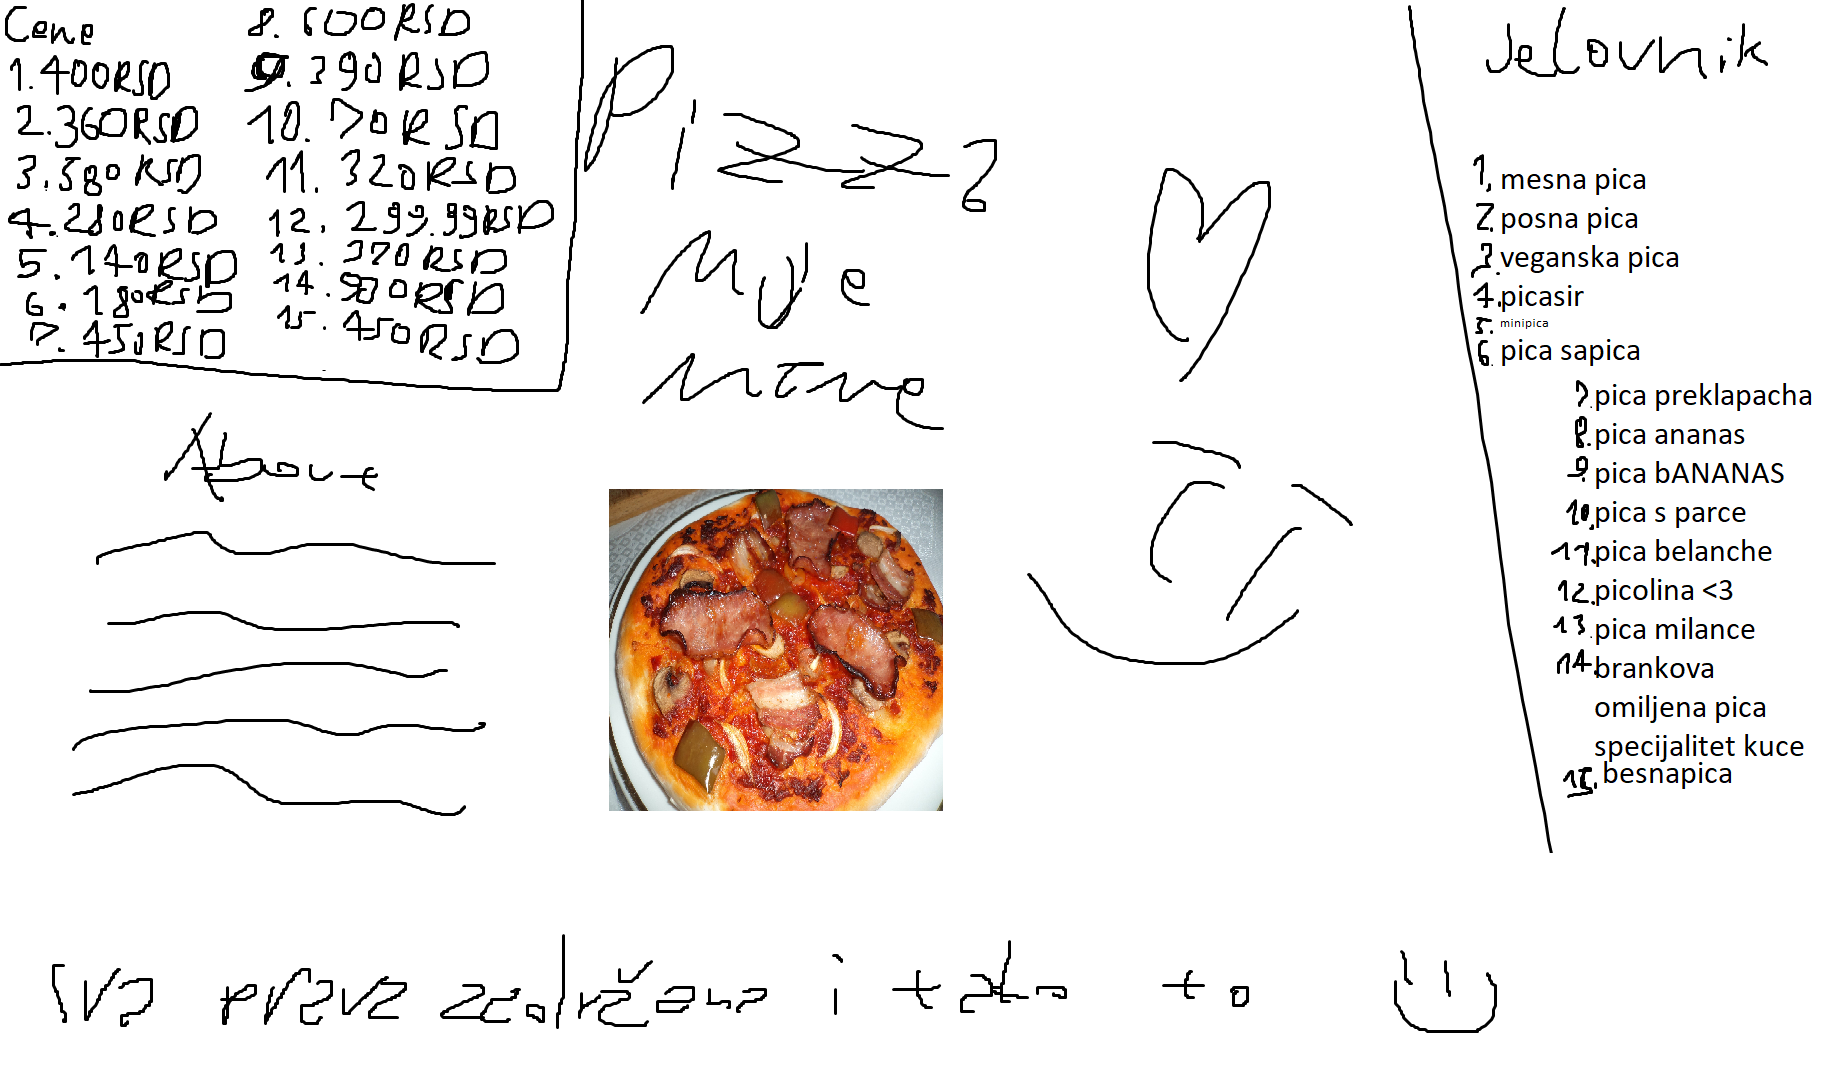 Cene
1.400RSD
2.360RSD
3.580RSD
4.280RSD
5.140RSD
6.180RSD
7.450RSD
8.600RSD
9.390RSD
10.70RSD
11.320RSD
12.299.99RSD
13.370RSD
14.970RSD
15.450RSD
Pizza
Moje
Mine
About
Jelovnik
1. mesna pica
2. posna pica
3. veganska pica
4. picasir
5. minipica
6. pica sapica
7. pica preklapacha
8. pica ananas
9. pica bANANAS
10. pica s parce
11. pica belanche
12. picolina <3
13. pica milance
14. brankova
omiljena pica
specijalitet kuce
15. besnapica
Sva prava zadržana i tako to